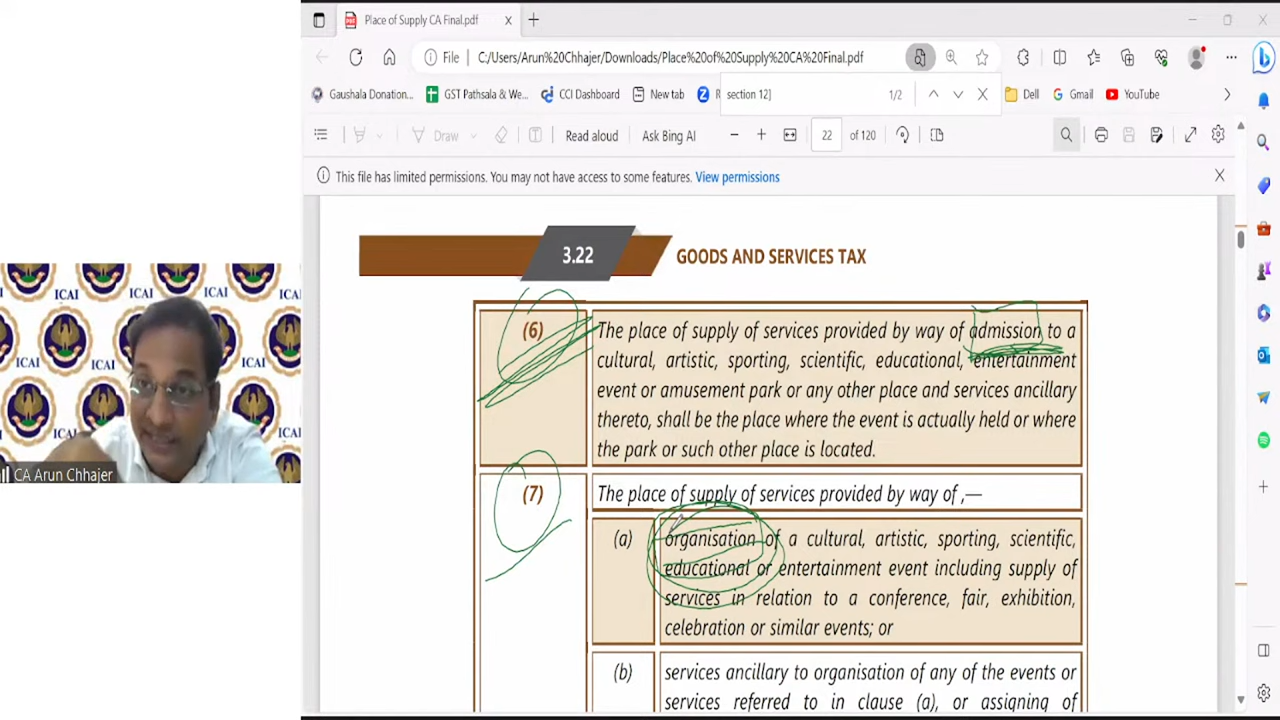 Place of Supply CA Final.pdf
File
C:/Users/Arun%20Chhajer/Downloads/Place%20of%20Supply%20CA%20Final.pdf
Gaushala Donation...
GST Pathsala & We...
CCI Dashboard
New tab
Z
section 12]
1/2
Dell
Gmail
YouTube
Draw
Read aloud
Ask Bing AI
22
of 120
This file has limited permissions. You may not have access to some features. View permissions
3.22
GOODS AND SERVICES TAX
(6)
The place of supply of services provided by way of admission to a
cultural, artistic, sporting, scientific, educational, entertainment
event or amusement park or any other place and services ancillary
thereto, shall be the place where the event is actually held or where
the park or such other place is located.
(7)
The place of supply of services provided by way of ,—
(a)
organisation of a cultural, artistic, sporting, scientific,
educational or entertainment event including supply of
services in relation to a conference, fair, exhibition,
celebration or similar events; or
(b)
services ancillary to organisation of any of the events or
services referred to in clause (a), or assigning of
ICAI
ICAI
ICAI
CA Arun Chhajer